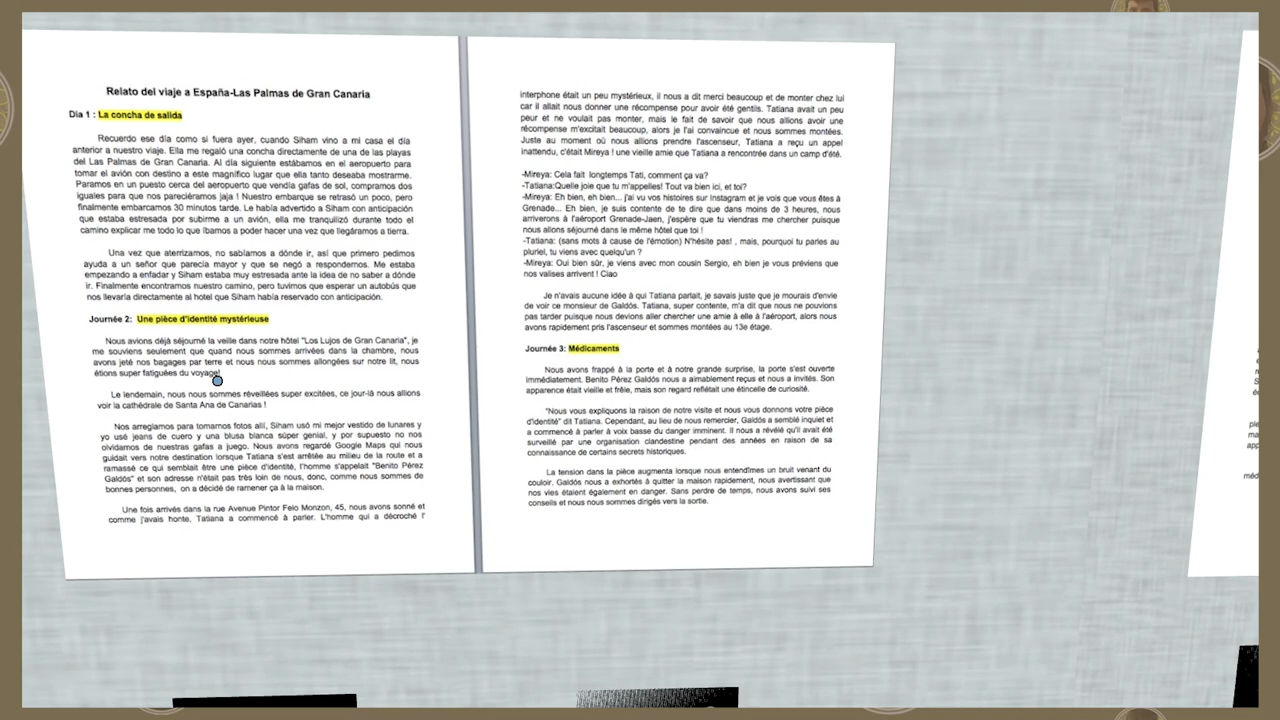 Relato del viaje a España-Las Palmas de Gran Canaria
Dia 1 : La concha de salida
Recuerdo ese día como si fuera ayer, cuando Siham vino a mi casa el día
anterior a nuestro viaje. Ella me regaló una concha directamente de una de las playas
del Las Palmas de Gran Canaria. Al día siguiente estábamos en el aeropuerto para
tomar el avión con destino a este magnífico lugar que ella tanto deseaba mostrarme.
Paramos en un puesto cerca del aeropuerto que vendía gafas de sol, compramos dos
iguales para que nos pareciéramos jaja ! Nuestro embarque se retrasó un poco, pero
finalmente embarcamos 30 minutos tarde. Le había advertido a Siham con anticipación
que estaba estresada por subirme a un avión, ella me tranquilizó durante todo el
camino explicar me todo lo que íbamos a poder hacer una vez que llegáramos a tierra.
Una vez que aterrizamos, no sabíamos a dónde ir, así que primero pedimos
ayuda a un señor que parecía mayor y que se negó a respondernos. Me estaba
empezando a enfadar y Siham estaba muy estresada ante la idea de no saber a dónde
ir. Finalmente encontramos nuestro camino, pero tuvimos que esperar un autobús que
nos llevaría directamente al hotel que Siham había reservado con anticipación.
Journée 2: Une pièce d'identité mystérieuse
Nous avions déjà séjourné la veille dans notre hôtel "Los Lujos de Gran Canaria", je
me souviens seulement que quand nous sommes arrivées dans la chambre, nous
avons jeté nos bagages par terre et nous nous sommes allongées sur notre lit, nous
étions super fatiguées du voyage!
Le lendemain, nous nous sommes réveillées super excitées, ce jour-là nous allions
voir la cathédrale de Santa Ana de Canarias !
Nos arreglamos para tomarnos fotos allí, Siham usó mi mejor vestido de lunares y
yo usé jeans de cuero y una blusa blanca súper genial, y por supuesto no nos
olvidamos de nuestras gafas a juego. Nous avons regardé Google Maps qui nous
guidait vers notre destination lorsque Tatiana s'est arrêtée au milieu de la route et a
ramassé ce qui semblait être une pièce d'identité, l'homme s'appelait "Benito Pérez
Galdós" et son adresse n'était pas très loin de nous, donc, comme nous sommes de
bonnes personnes, on a décidé de ramener ça à la maison.
Une fois arrivés dans la rue Avenue Pintor Felo Monzon, 45, nous avons sonné et
comme j'avais honte, Tatiana a commencé à parler. L'homme qui a décroché l'
interphone était un peu mystérieux, il nous a dit merci beaucoup et de monter chez lui
car il allait nous donner une récompense pour avoir été gentils. Tatiana avait un peu
peur et ne voulait pas monter, mais le fait de savoir que nous allions avoir une
récompense m'excitait beaucoup, alors je l'ai convaincue et nous sommes montées.
Juste au moment où nous allions prendre l'ascenseur, Tatiana a reçu un appel
inattendu, c'était Mireya ! une vieille amie que Tatiana a rencontrée dans un camp d'été.
-Mireya: Cela fait longtemps Tati, comment ça va?
-Tatiana:Quelle joie que tu m'appelles! Tout va bien ici, et toi?
-Mireya: Eh bien, eh bien... j'ai vu vos histoires sur Instagram et je vois que vous êtes à
Grenade... Eh bien, je suis contente de te dire que dans moins de 3 heures, nous
arriverons à l'aéroport Grenade-Jaen, j'espère que tu viendras me chercher puisque
nous allons séjourné dans le même hôtel que toi !
-Tatiana: (sans mots à cause de l'émotion) N'hésite pas! , mais, pourquoi tu parles au
pluriel, tu viens avec quelqu'un ?
-Mireya: Oui bien sûr, je viens avec mon cousin Sergio, eh bien je vous préviens que
nos valises arrivent ! Ciao
Je n'avais aucune idée à qui Tatiana parlait, je savais juste que je mourais d'envie
de voir ce monsieur de Galdós. Tatiana, super contente, m'a dit que nous ne pouvions
pas tarder puisque nous devions aller chercher une amie à elle à l'aéroport, alors nous
avons rapidement pris l'ascenseur et sommes montées au 13e étage.
Journée 3: Médicaments
Nous avons frappé à la porte et à notre grande surprise, la porte s'est ouverte
immédiatement. Benito Pérez Galdós nous a aimablement reçus et nous a invités. Son
apparence était vieille et frêle, mais son regard reflétait une étincelle de curiosité.
"Nous vous expliquons la raison de notre visite et nous vous donnons votre pièce
d'identité" dit Tatiana. Cependant, au lieu de nous remercier, Galdós a semblé inquiet et
a commencé à parler à voix basse du danger imminent. Il nous a révélé qu'il avait été
surveillé par une organisation clandestine pendant des années en raison de sa
connaissance de certains secrets historiques.
La tension dans la pièce augmenta lorsque nous entendîmes un bruit venant du
couloir. Galdós nous a exhortés à quitter la maison rapidement, nous avertissant que
nos vies étaient également en danger. Sans perdre de temps, nous avons suivi ses
conseils et nous nous sommes dirigés vers la sortie.